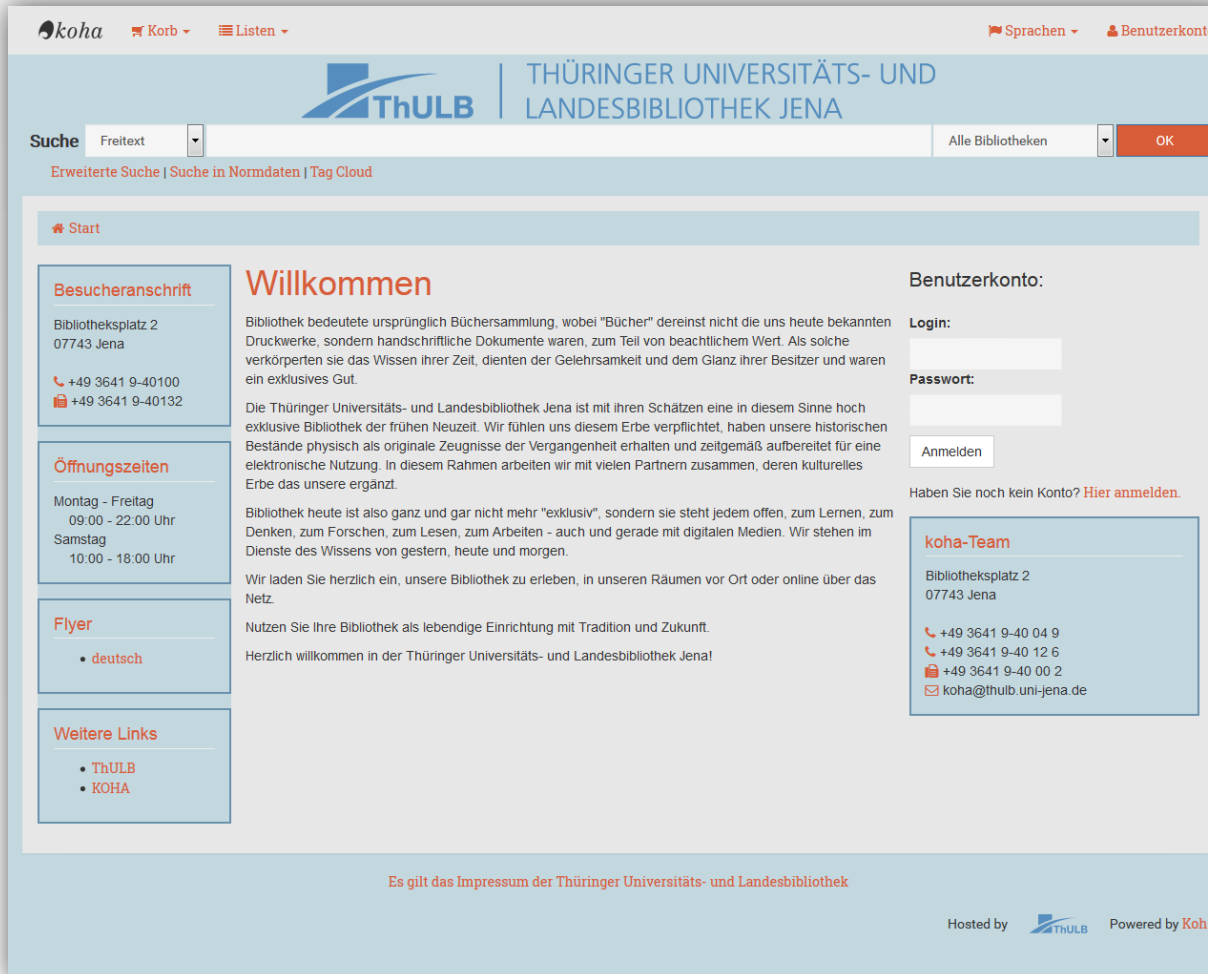 koha Korb Listen Sprachen Benutzerkonto
ThULB THÜRINGER UNIVERSITÄTS- UND
LANDESBIBLIOTHEK JENA
Suche Freitext Alle Bibliotheken OK
Erweiterte Suche | Suche in Normdaten | Tag Cloud
Start
Besucheranschrift
Bibliotheksplatz 2
07743 Jena
+49 3641 9-40100
+49 3641 9-40132
Öffnungszeiten
Montag - Freitag
09:00 - 22:00 Uhr
Samstag
10:00 - 18:00 Uhr
Flyer
• deutsch
Weitere Links
• ThULB
• KOHA
Willkommen
Bibliothek bedeutete ursprünglich Büchersammlung, wobei "Bücher" dereinst nicht die uns heute bekannten
Druckwerke, sondern handschriftliche Dokumente waren, zum Teil von beachtlichem Wert. Als solche
verkörperten sie das Wissen ihrer Zeit, dienten der Gelehrsamkeit und dem Glanz ihrer Besitzer und waren
ein exklusives Gut.
Die Thüringer Universitäts- und Landesbibliothek Jena ist mit ihren Schätzen eine in diesem Sinne hoch
exklusive Bibliothek der frühen Neuzeit. Wir fühlen uns diesem Erbe verpflichtet, haben unsere historischen
Bestände physisch als originale Zeugnisse der Vergangenheit erhalten und zeitgemäß aufbereitet für eine
elektronische Nutzung. In diesem Rahmen arbeiten wir mit vielen Partnern zusammen, deren kulturelles
Erbe das unsere ergänzt.
Bibliothek heute ist also ganz und gar nicht mehr "exklusiv", sondern sie steht jedem offen, zum Lernen, zum
Denken, zum Forschen, zum Lesen, zum Arbeiten - auch und gerade mit digitalen Medien. Wir stehen im
Dienste des Wissens von gestern, heute und morgen.
Wir laden Sie herzlich ein, unsere Bibliothek zu erleben, in unseren Räumen vor Ort oder online über das
Netz.
Nutzen Sie Ihre Bibliothek als lebendige Einrichtung mit Tradition und Zukunft.
Herzlich willkommen in der Thüringer Universitäts- und Landesbibliothek Jena!
Benutzerkonto:
Login:
Passwort:
Anmelden
Haben Sie noch kein Konto? Hier anmelden.
koha-Team
Bibliotheksplatz 2
07743 Jena
+49 3641 9-40 04 9
+49 3641 9-40 12 6
+49 3641 9-40 00 2
koha@thulb.uni-jena.de
Es gilt das Impressum der Thüringer Universitäts- und Landesbibliothek
Hosted by ThULB Powered by Koh